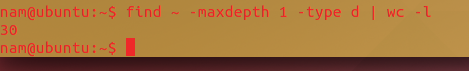 nam@ubuntu:~$ find ~ -maxdepth 1 -type d | wc -l
30
nam@ubuntu:~$